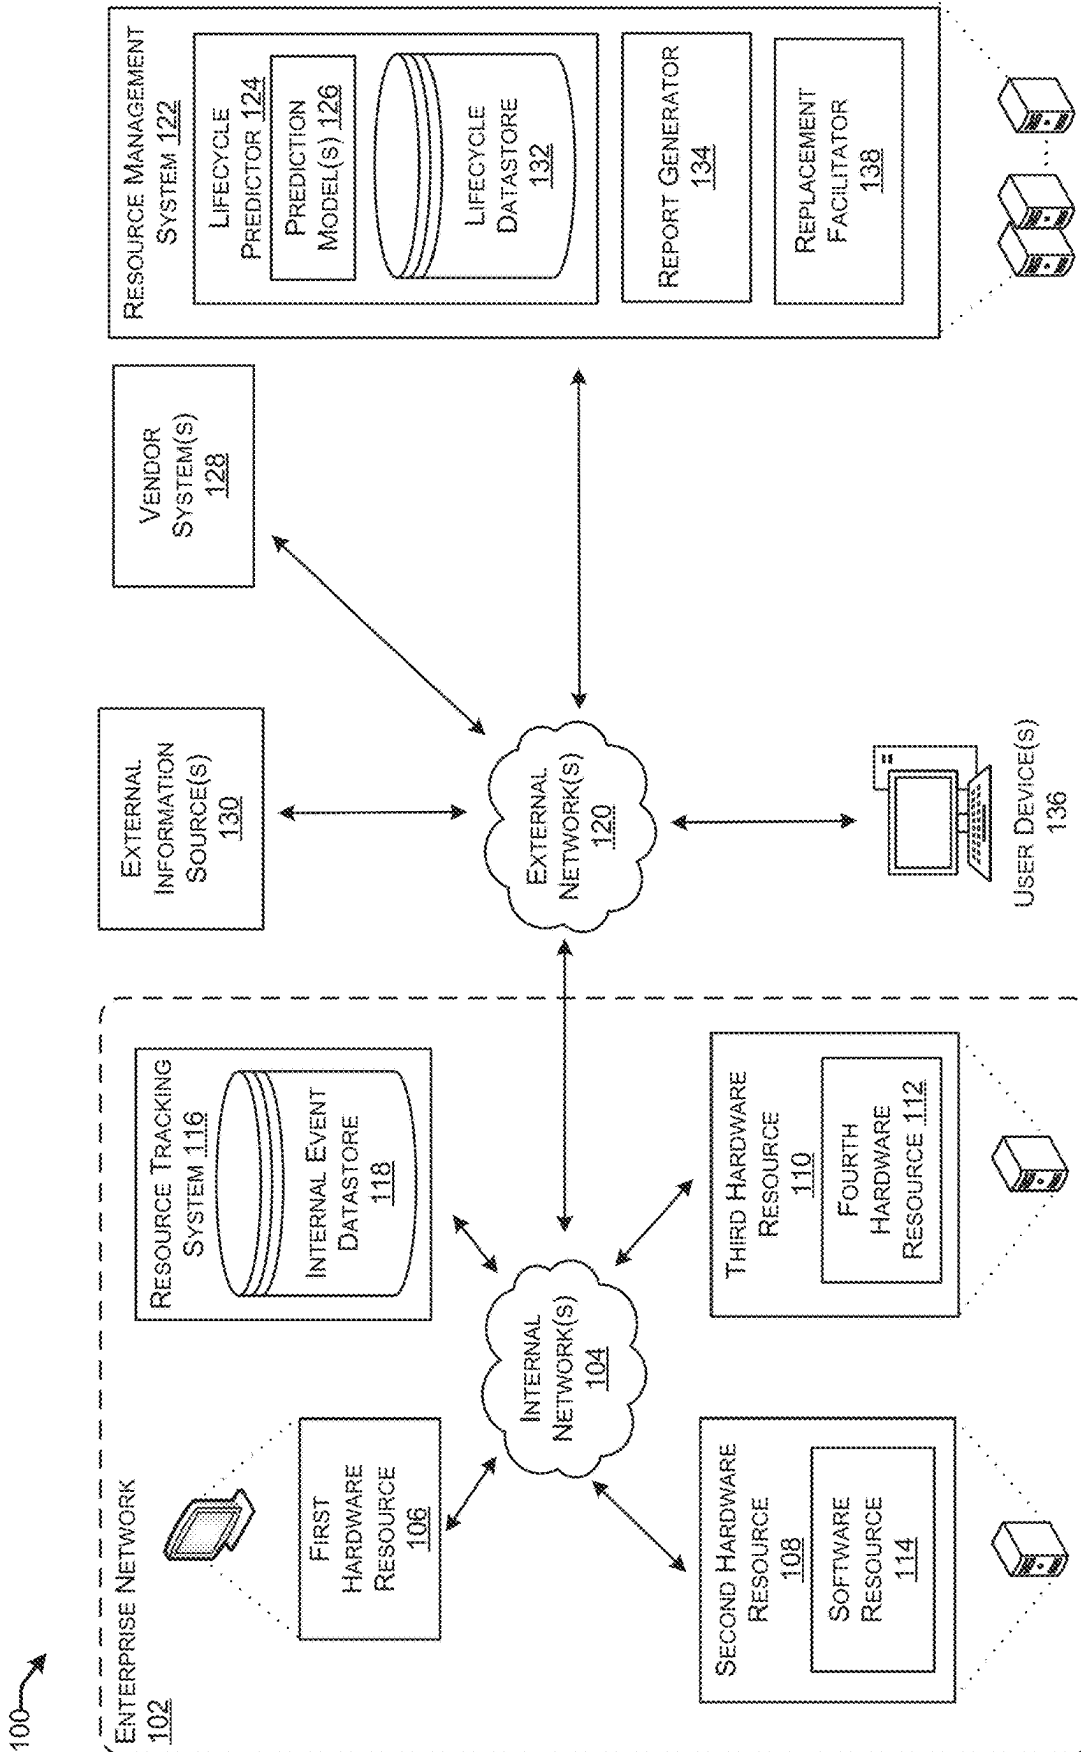 100
ENTERPRISE NETWORK
102
FIRST
HARDWARE
RESOURCE
106
RESOURCE TRACKING
SYSTEM 116
INTERNAL EVENT
DATASTORE
118
INTERNAL
NETWORK(S)
104
SECOND HARDWARE
RESOURCE
108
SOFTWARE
RESOURCE
114
THIRD HARDWARE
RESOURCE
110
FOURTH
HARDWARE
RESOURCE 112
EXTERNAL
INFORMATION
SOURCE(S)
130
VENDOR
SYSTEM(S)
128
EXTERNAL
NETWORK(S)
120
USER DEVICE(S)
136
RESOURCE MANAGEMENT
SYSTEM 122
LIFECYCLE
PREDICTOR 124
PREDICTION
MODEL(S) 126
LIFECYCLE
DATASTORE
132
REPORT GENERATOR
134
REPLACEMENT
FACILITATOR
138